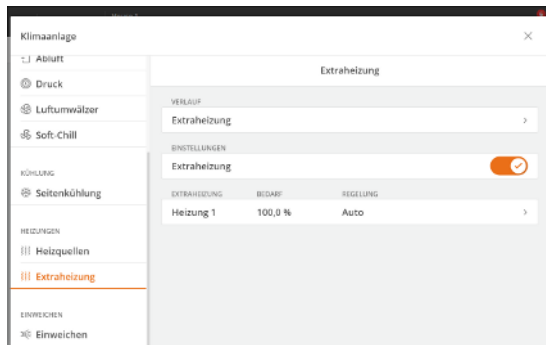 Klimaanlage
Abluft
Extraheizung
Druck
VERLAUF
Luftumwälzer
Extraheizung
Soft-Chill
EINSTELLUNGEN
Extraheizung
KÜHLUNG
Seitenkühlung
EXTRAHEIZUNG BEDARF REGELUNG
Heizung 1 100,0 % Auto
HEIZUNGEN
Heizquellen
Extraheizung
EINWEICHEN
Einweichen